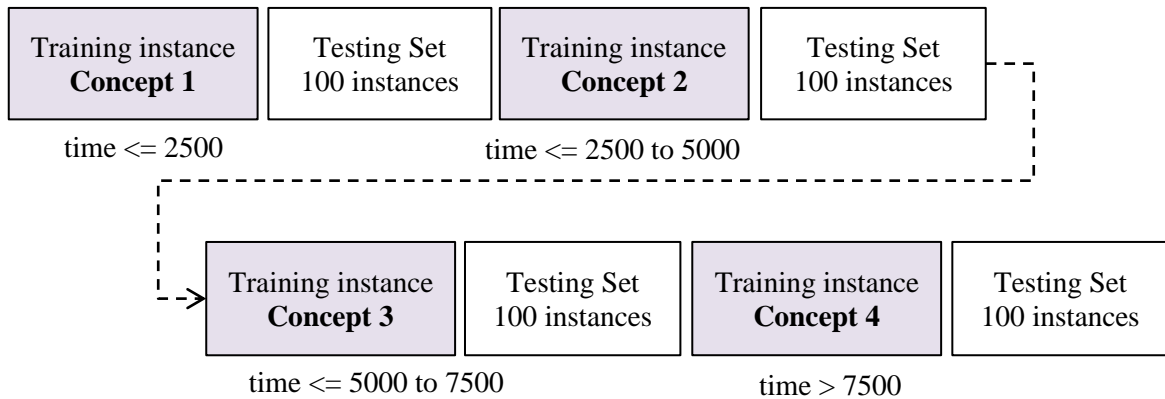 Training instance
Concept 1
Testing Set
100 instances
Training instance
Concept 2
Testing Set
100 instances
time <= 2500
time <= 2500 to 5000
Training instance
Concept 3
Testing Set
100 instances
Training instance
Concept 4
Testing Set
100 instances
time <= 5000 to 7500
time > 7500